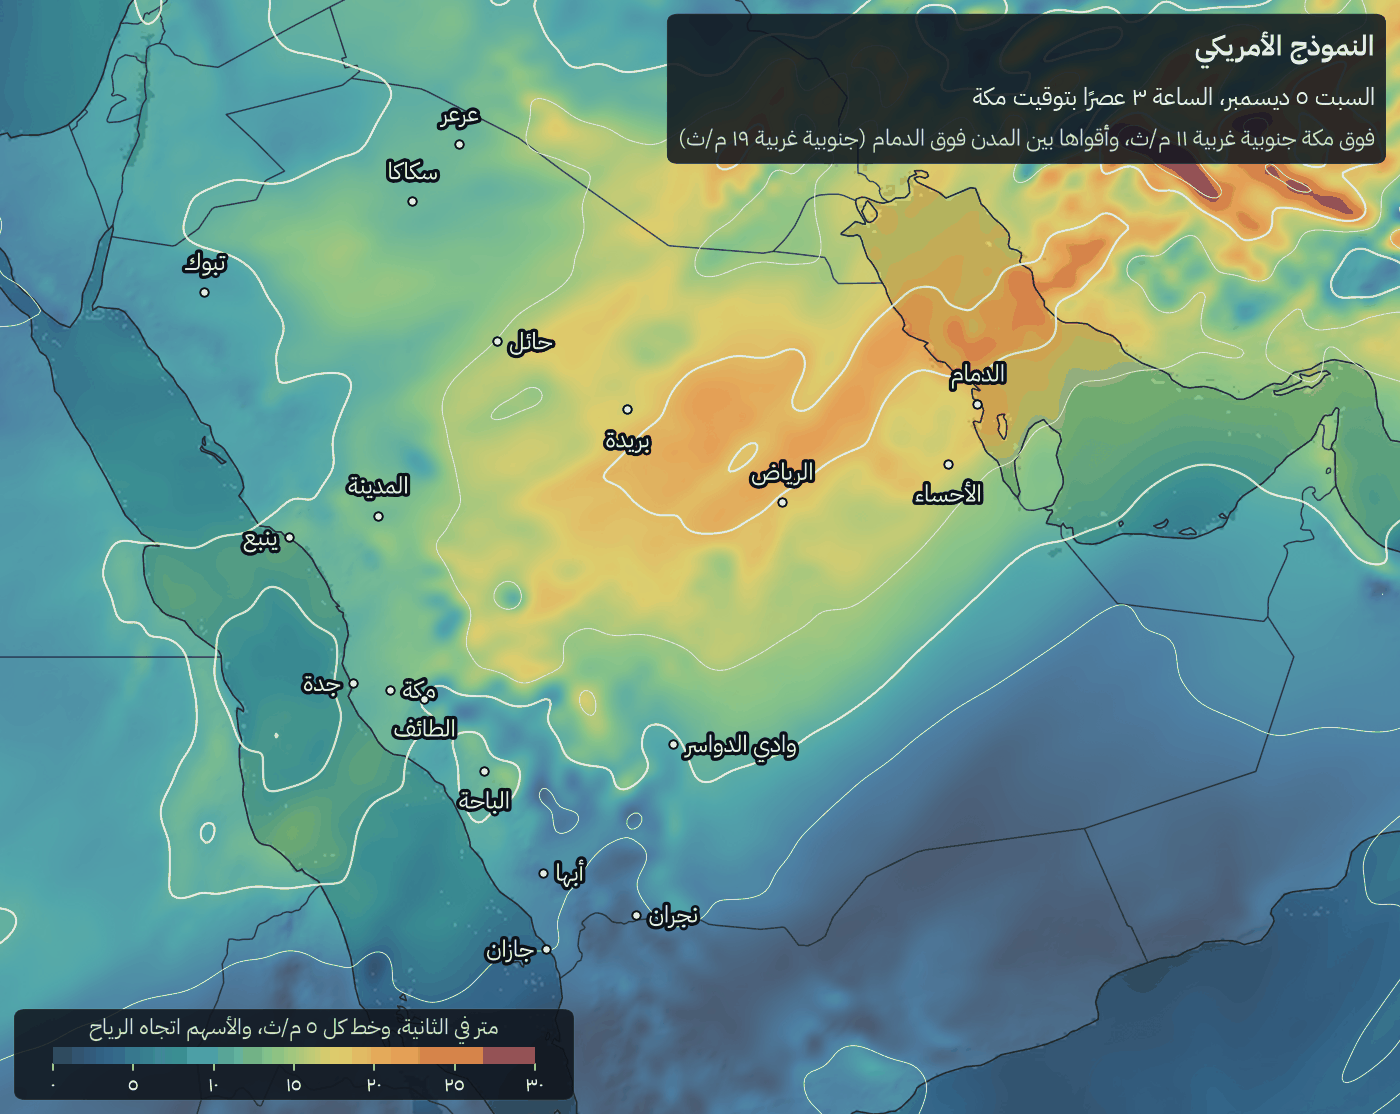 النموذج الأمريكي
السبت ٥ ديسمبر، الساعة ٣ عصرًا بتوقيت مكة
فوق مكة جنوبية غربية ١١ م/ث، وأقواها بين المدن فوق الدمام (جنوبية غربية ١٩ م/ث)
عرعر
سكاكا
تبوك
حائل
الدمام
بريدة
الرياض
المدينة
الأحساء
ينبع
جدة
مكة
الطائف
وادي الدواسر
الباحة
أبها
نجران
جازان
متر في الثانية، وخط كل ٥ م/ث، والأسهم اتجاه الرياح
٠ ٥ ١٠ ١٥ ٢٠ ٢٥ ٣٠